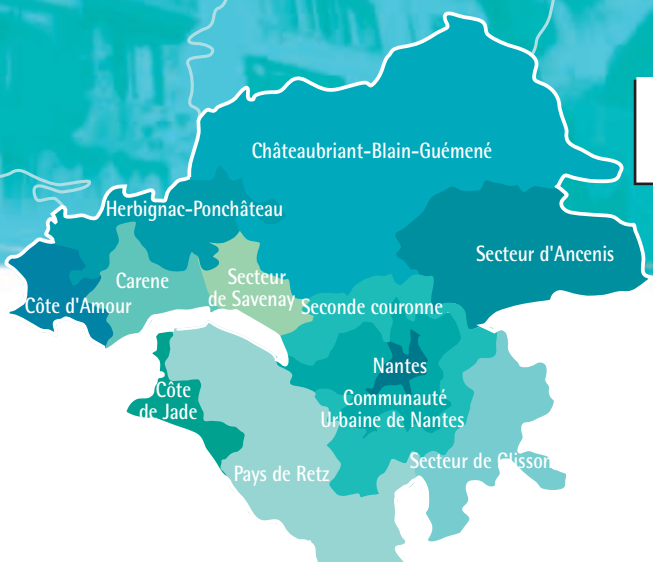 Châteaubriant-Blain-Guémené
Herbignac-Ponchâteau
Secteur d'Ancenis
Carene
Secteur
de Savenay
Côte d'Amour
Seconde couronne
Nantes
Communauté
Urbaine de Nantes
Côte
de Jade
Pays de Retz
Secteur de Clisson